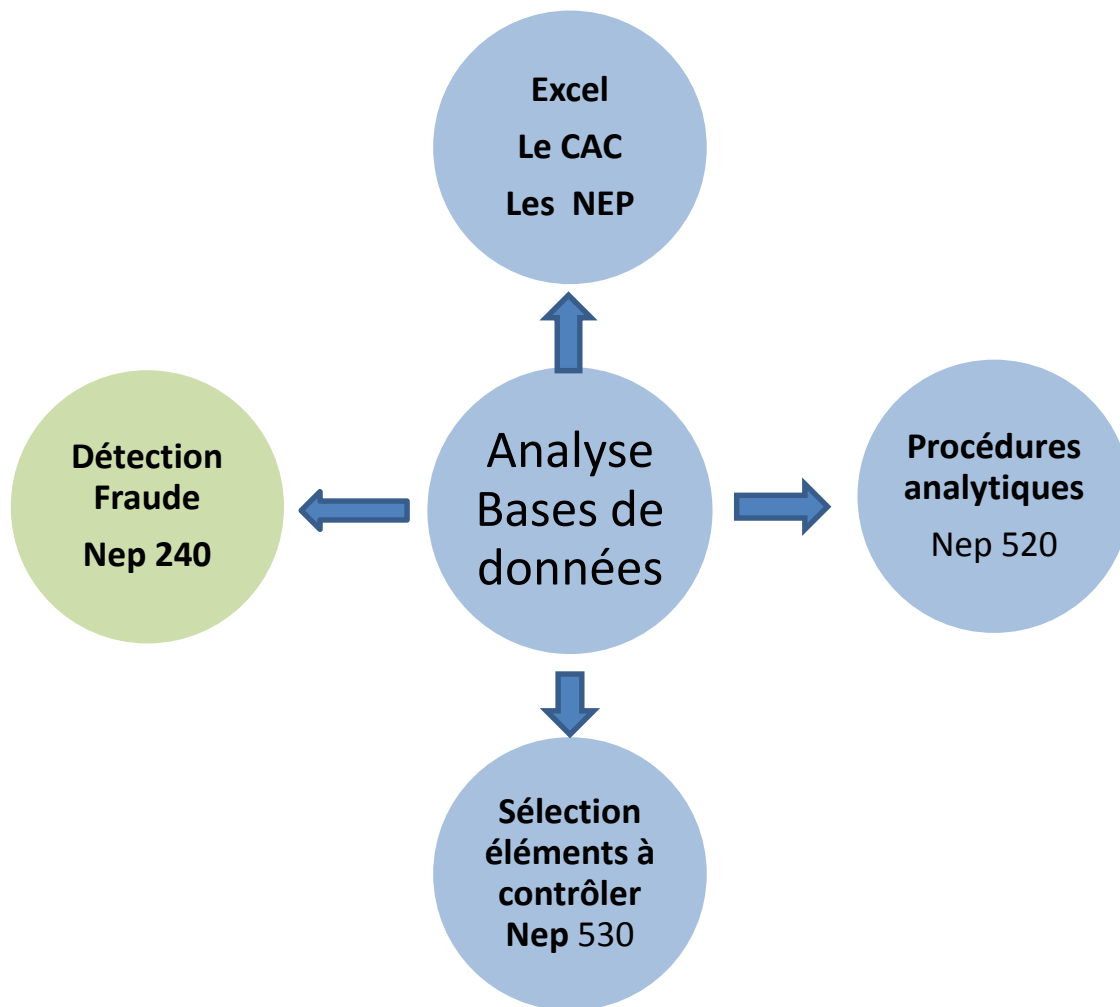 Excel
Le CAC
Les NEP
Détection
Fraude
Nep 240
Analyse
Bases de
données
Procédures
analytiques
Nep 520
Sélection
éléments à
contrôler
Nep 530